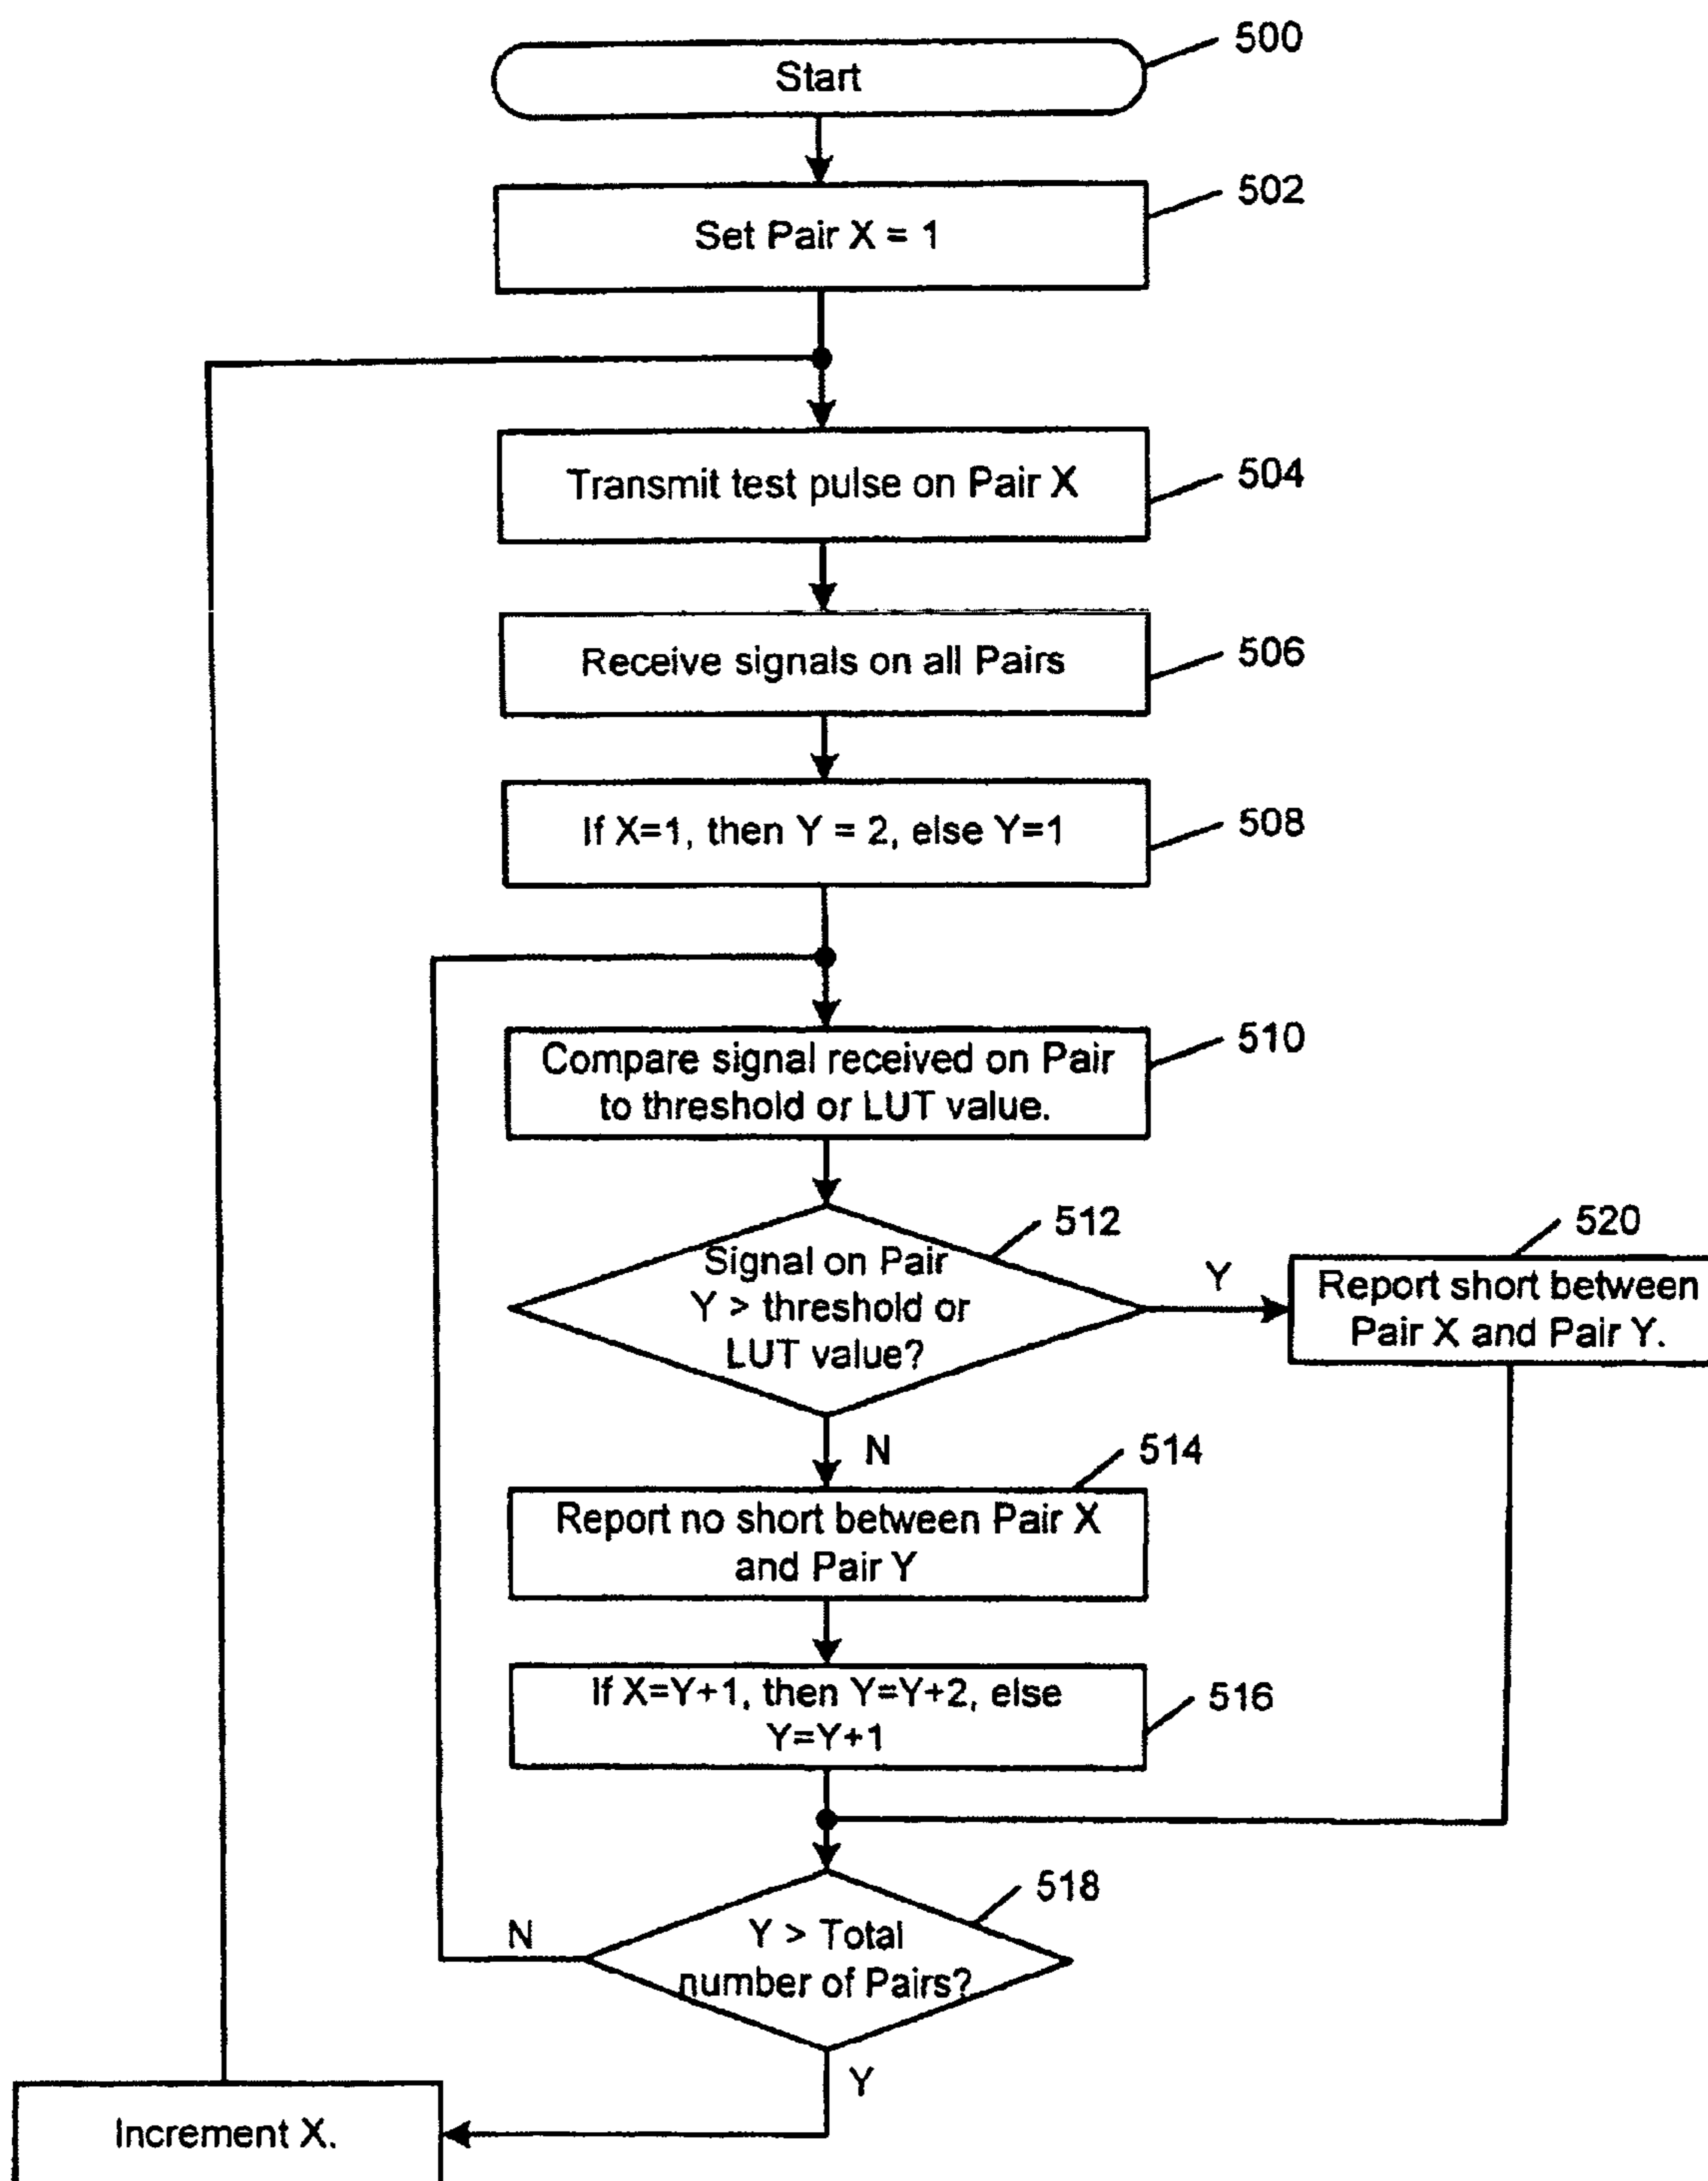 Start
500
Set Pair X = 1
502
Transmit test pulse on Pair X
504
Receive signals on all Pairs
506
If X=1, then Y = 2, else Y=1
508
Compare signal received on Pair
to threshold or LUT value.
510
Signal on Pair
Y > threshold or
LUT value?
512
Y
Report short between
Pair X and Pair Y.
520
N
Report no short between Pair X
and Pair Y
514
If X=Y+1, then Y=Y+2, else
Y=Y+1
516
Y > Total
number of Pairs?
518
N
Y
Increment X.